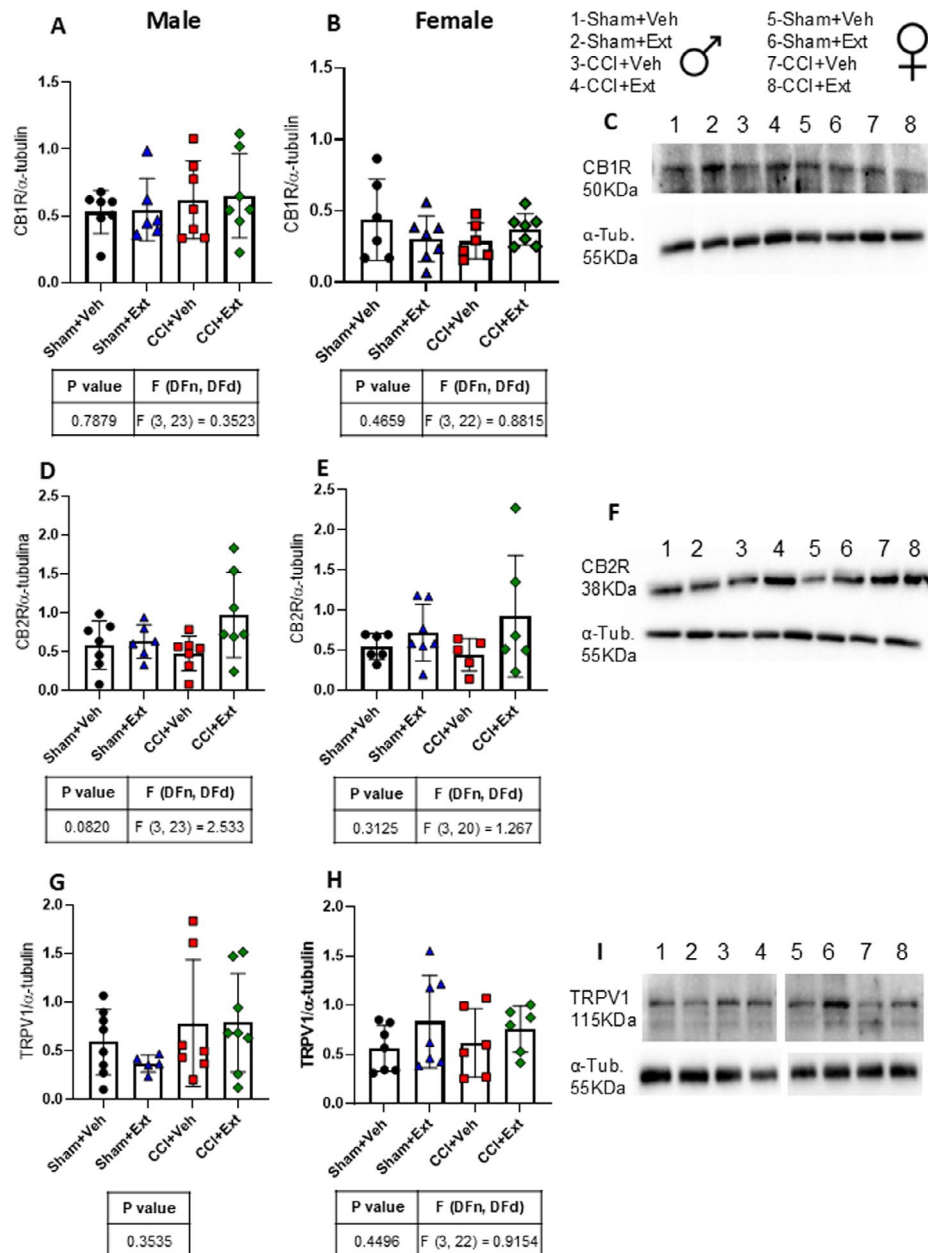 Male
Female
1-Sham+Veh
2-Sham+Ext
3-CCI+Veh
4-CCI+Ext
5-Sham+Veh
6-Sham+Ext
7-CCI+Veh
8-CCI+Ext
A
CB1R/α-tubulin
1.5
1.0
0.5
0.0
Sham+Veh
Sham+Ext
CCI+Veh
CCI+Ext
P value F (DFn, DFd)
0.7879 F (3, 23) = 0.3523
B
CB1R/α-tubulin
1.5
1.0
0.5
0.0
Sham+Veh
Sham+Ext
CCI+Veh
CCI+Ext
P value F (DFn, DFd)
0.4659 F (3, 22) = 0.8815
C
1 2 3 4 5 6 7 8
CB1R
50KDa
α-Tub.
55KDa
D
CB2R/α-tubulina
2.5
2.0
1.5
1.0
0.5
0.0
Sham+Veh
Sham+Ext
CCI+Veh
CCI+Ext
P value F (DFn, DFd)
0.0820 F (3, 23) = 2.533
E
CB2R/α-tubulin
2.5
2.0
1.5
1.0
0.5
0.0
Sham+Veh
Sham+Ext
CCI+Veh
CCI+Ext
P value F (DFn, DFd)
0.3125 F (3, 20) = 1.267
F
1 2 3 4 5 6 7 8
CB2R
38KDa
α-Tub.
55KDa
G
TRPV1/α-tubulin
2.0
1.5
1.0
0.5
0.0
Sham+Veh
Sham+Ext
CCI+Veh
CCI+Ext
P value
0.3535
H
TRPV1/α-tubulin
2.0
1.5
1.0
0.5
0.0
Sham+Veh
Sham+Ext
CCI+Veh
CCI+Ext
P value F (DFn, DFd)
0.4496 F (3, 22) = 0.9154
I
1 2 3 4 5 6 7 8
TRPV1
115KDa
α-Tub.
55KDa